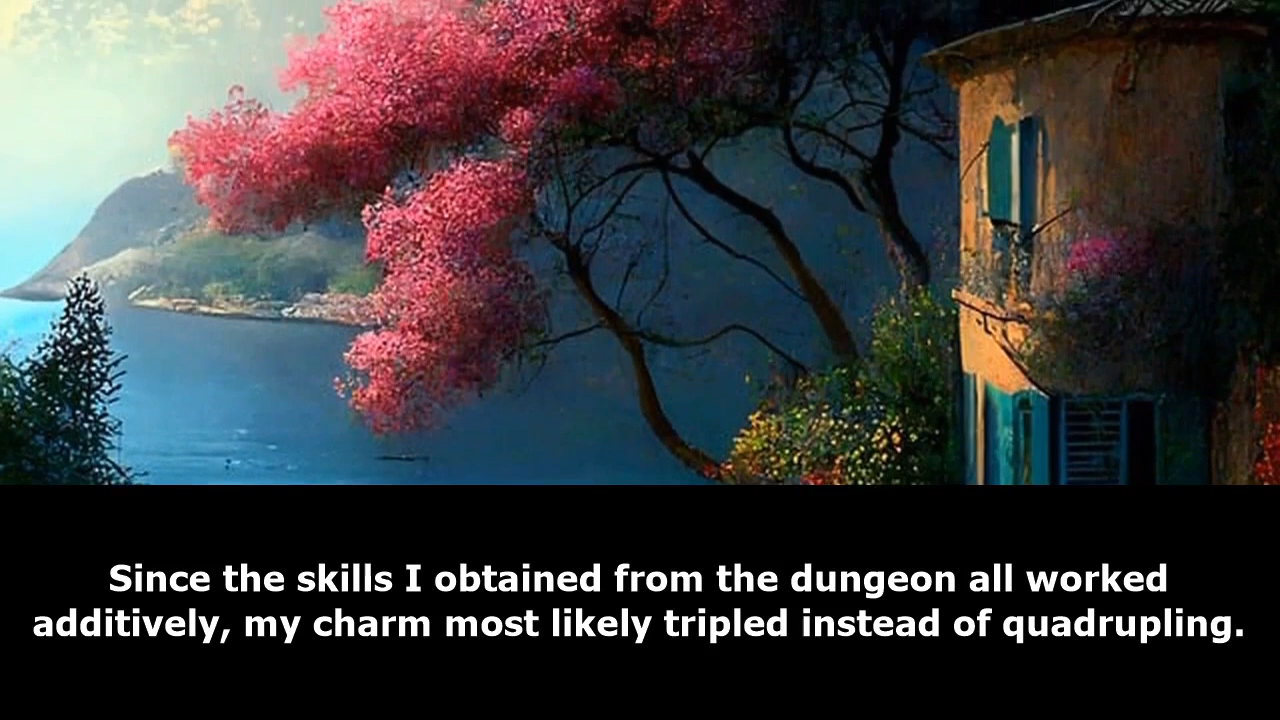 Since the skills I obtained from the dungeon all worked
additively, my charm most likely tripled instead of quadrupling.